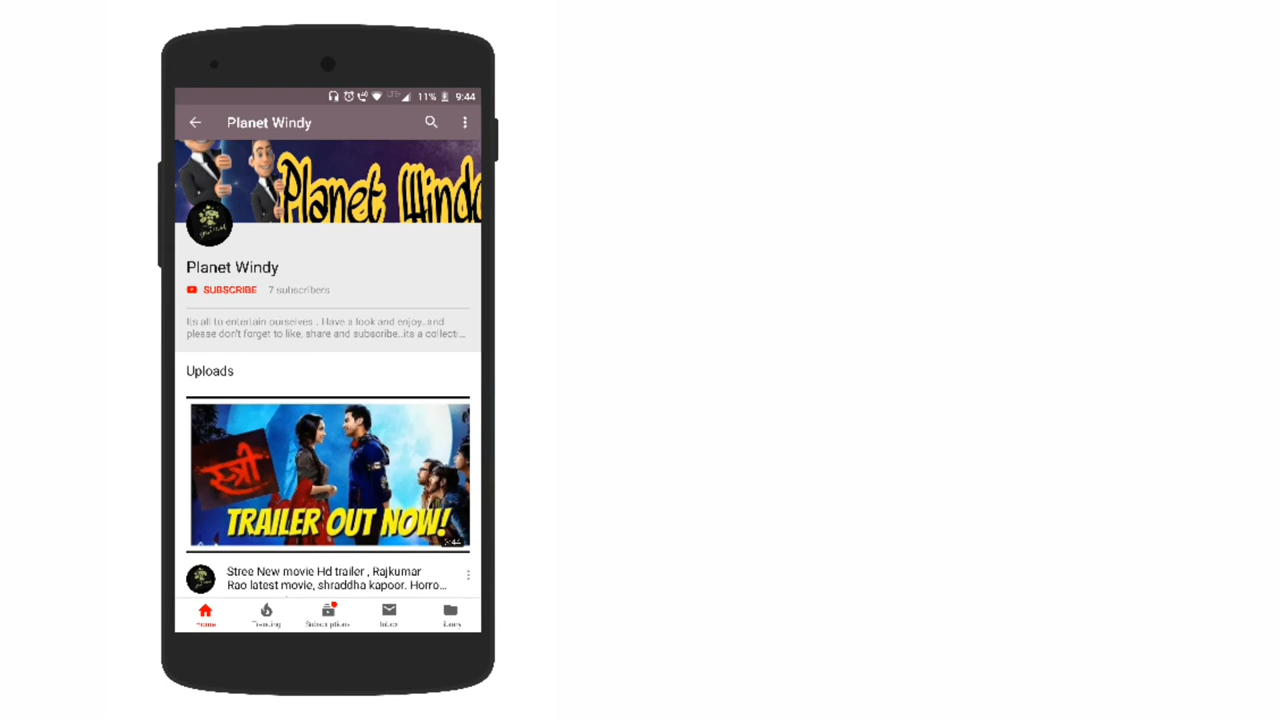 11% 9:44
Planet Windy
Planet Windo
Planet Windy
SUBSCRIBE 7 subscribers
Its all to entertain ourselves . Have a look and enjoy..and
please don't forget to like, share and subscribe..its a collecti...
Uploads
स्त्री
TRAILER OUT NOW!
Stree New movie Hd trailer , Rajkumar
Rao latest movie, shraddha kapoor. Horro...
Home Trending Subscriptions Inbox Library